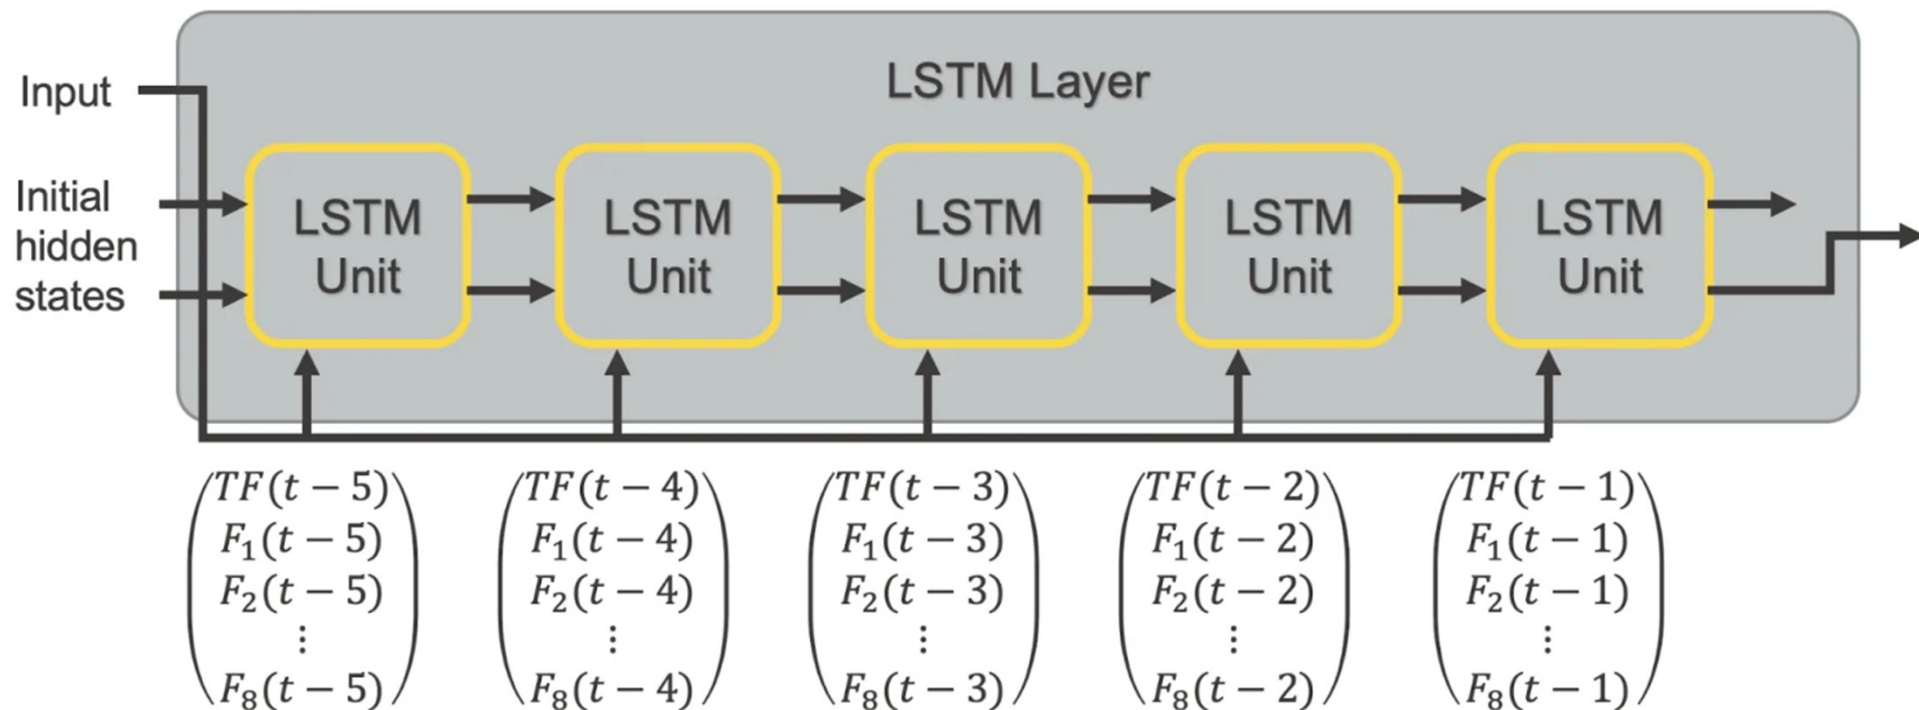 LSTM Layer
Input
Initial
hidden
states
LSTM
Unit
LSTM
Unit
LSTM
Unit
LSTM
Unit
LSTM
Unit
TF(t − 5)
F₁(t − 5)
F₂(t − 5)
⋮
F₈(t − 5)
TF(t − 4)
F₁(t − 4)
F₂(t − 4)
⋮
F₈(t − 4)
TF(t − 3)
F₁(t − 3)
F₂(t − 3)
⋮
F₈(t − 3)
TF(t − 2)
F₁(t − 2)
F₂(t − 2)
⋮
F₈(t − 2)
TF(t − 1)
F₁(t − 1)
F₂(t − 1)
⋮
F₈(t − 1)